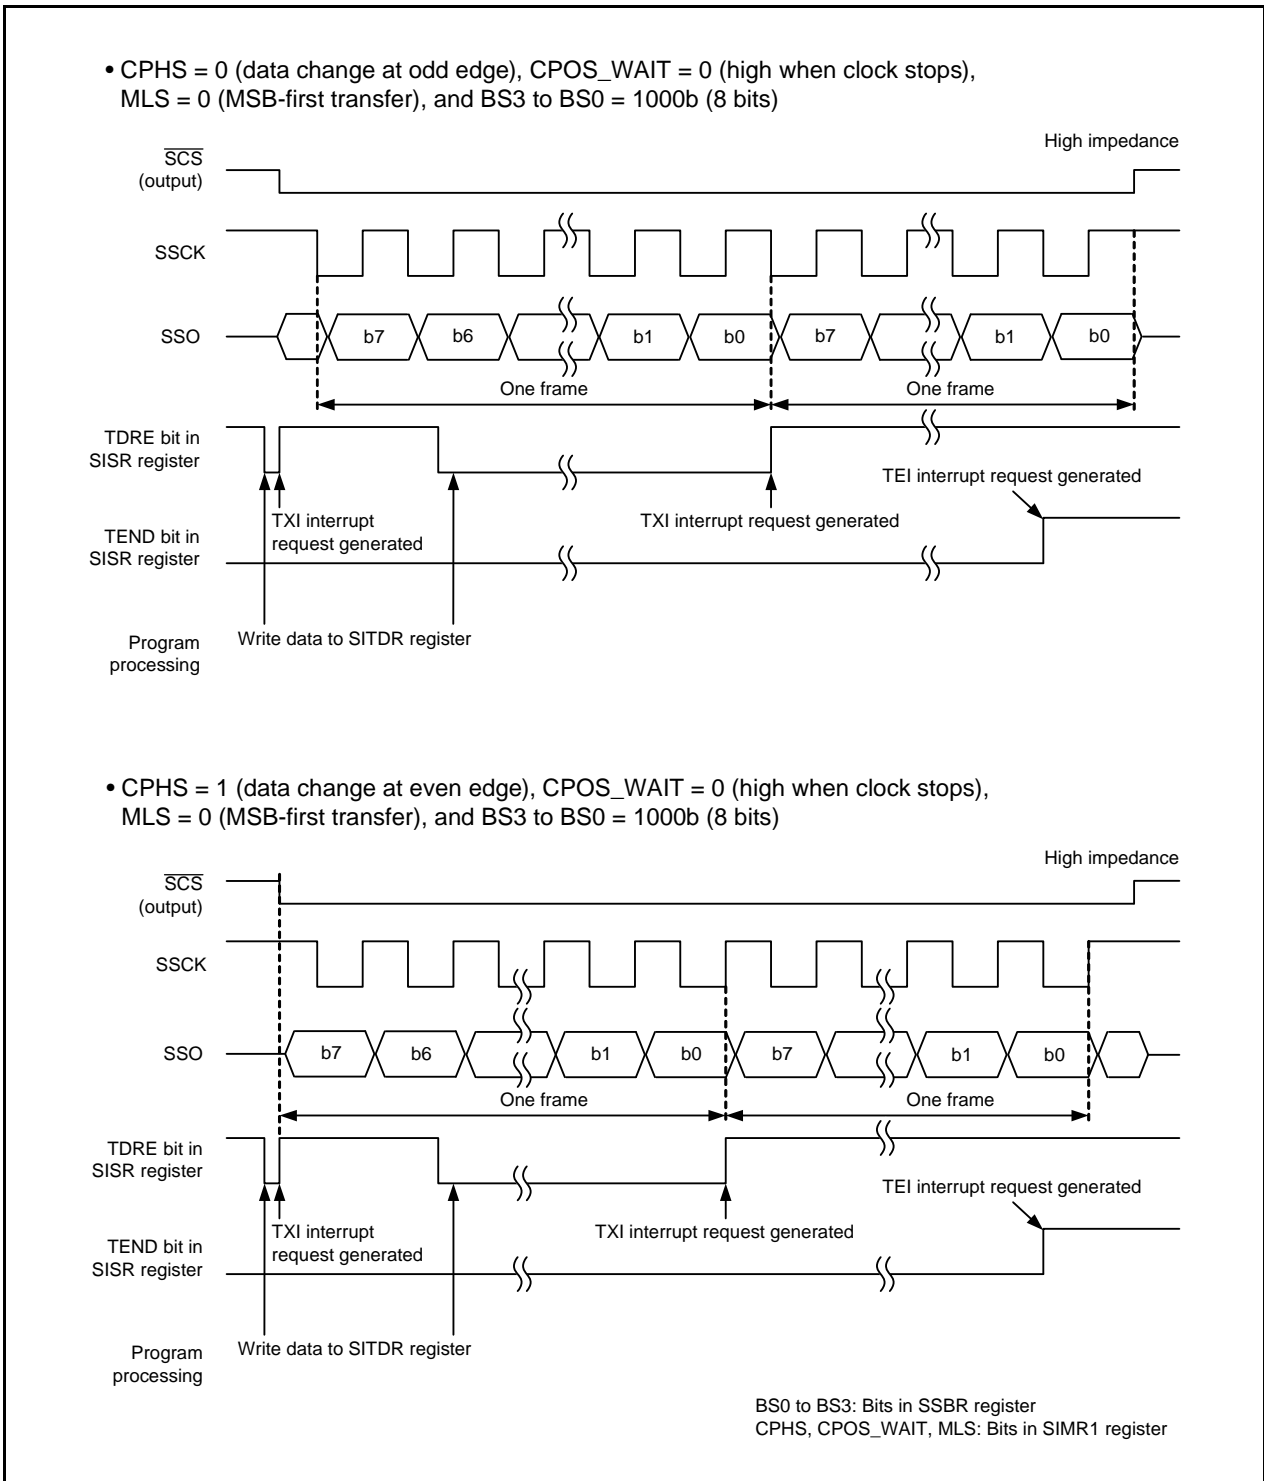 • CPHS = 0 (data change at odd edge), CPOS_WAIT = 0 (high when clock stops),
MLS = 0 (MSB-first transfer), and BS3 to BS0 = 1000b (8 bits)
High impedance
SCS
(output)
SSCK
SSO
b7 b6 b1 b0 b7 b1 b0
One frame One frame
TDRE bit in
SISR register
TEI interrupt request generated
TXI interrupt
request generated
TXI interrupt request generated
TEND bit in
SISR register
Write data to SITDR register
Program
processing
• CPHS = 1 (data change at even edge), CPOS_WAIT = 0 (high when clock stops),
MLS = 0 (MSB-first transfer), and BS3 to BS0 = 1000b (8 bits)
High impedance
SCS
(output)
SSCK
SSO
b7 b6 b1 b0 b7 b1 b0
One frame One frame
TDRE bit in
SISR register
TEI interrupt request generated
TXI interrupt
request generated
TXI interrupt request generated
TEND bit in
SISR register
Write data to SITDR register
Program
processing
BS0 to BS3: Bits in SSBR register
CPHS, CPOS_WAIT, MLS: Bits in SIMR1 register